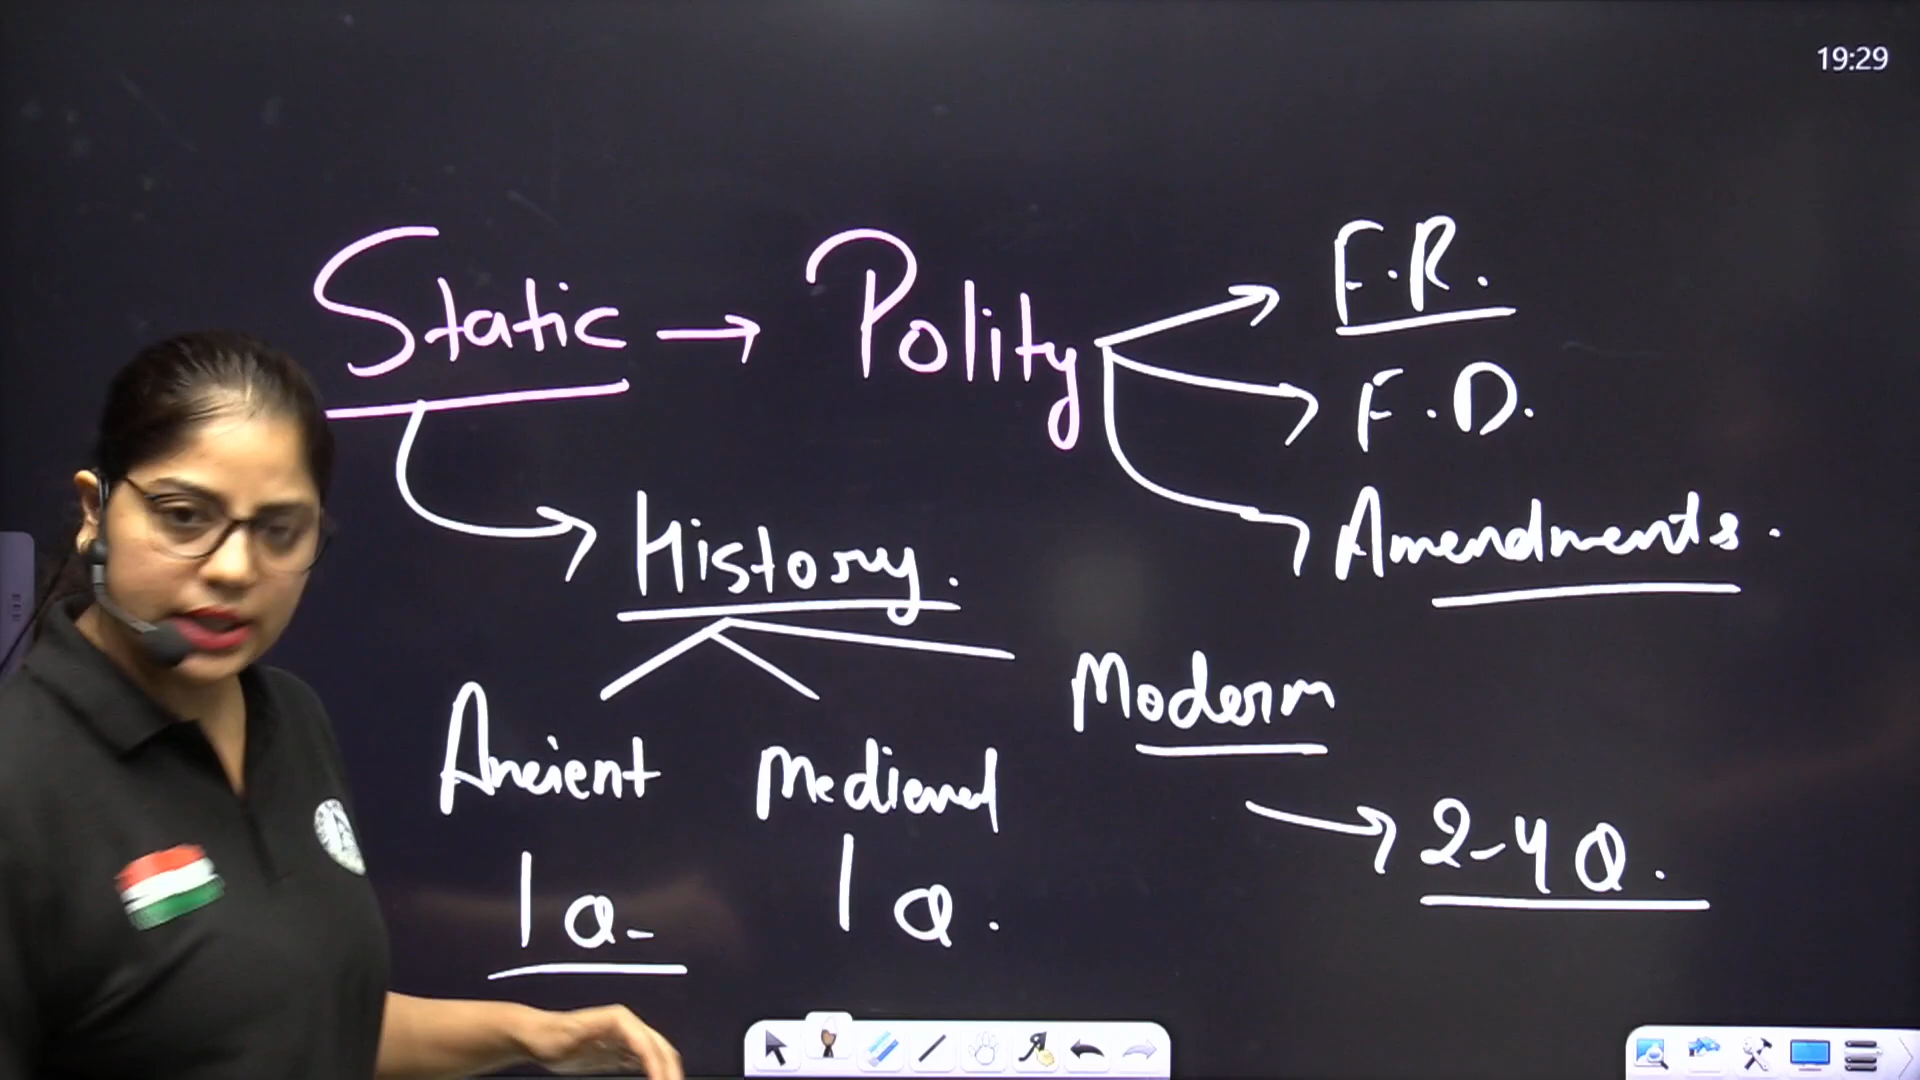 19:29
Static → Polity
F.R.
F.D.
Amendments.
History.
Ancient
Medieval
Modern
1 Q.
1 Q.
2-4 Q.